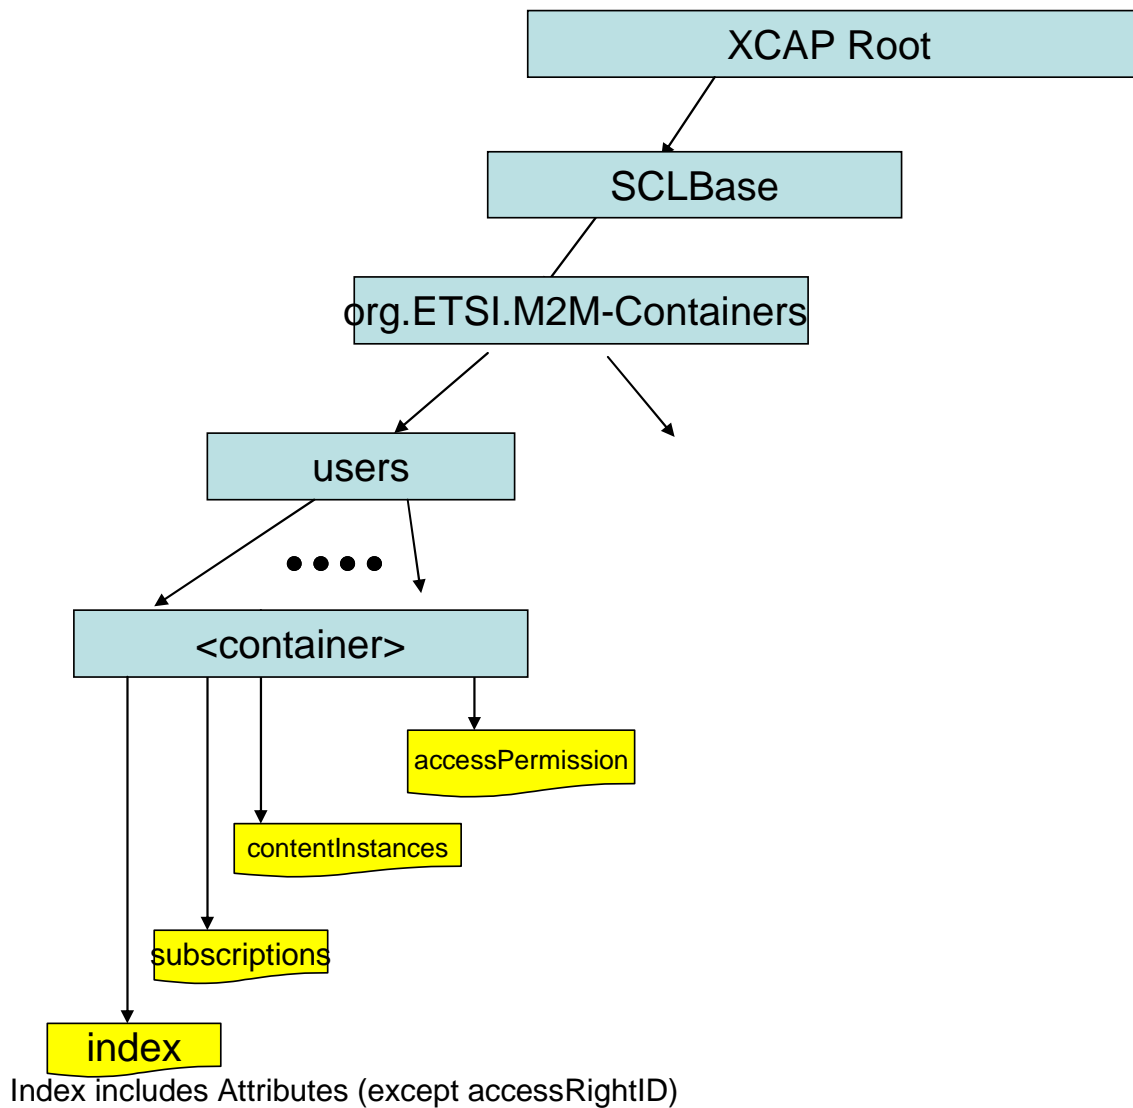 XCAP Root
SCLBase
org.ETSI.M2M-Containers
users
<container>
accessPermission
contentInstances
subscriptions
index
Index includes Attributes (except accessRightID)